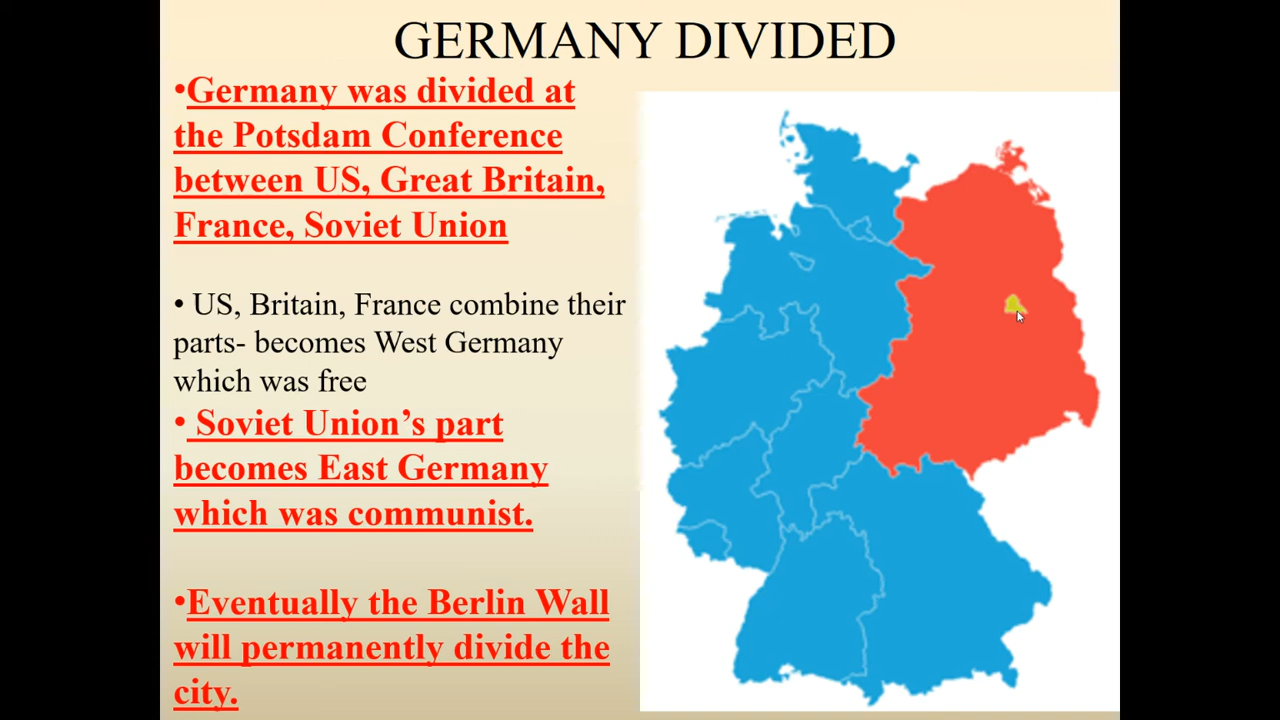 GERMANY DIVIDED
•Germany was divided at
the Potsdam Conference
between US, Great Britain,
France, Soviet Union
• US, Britain, France combine their
parts- becomes West Germany
which was free
• Soviet Union’s part
becomes East Germany
which was communist.
•Eventually the Berlin Wall
will permanently divide the
city.